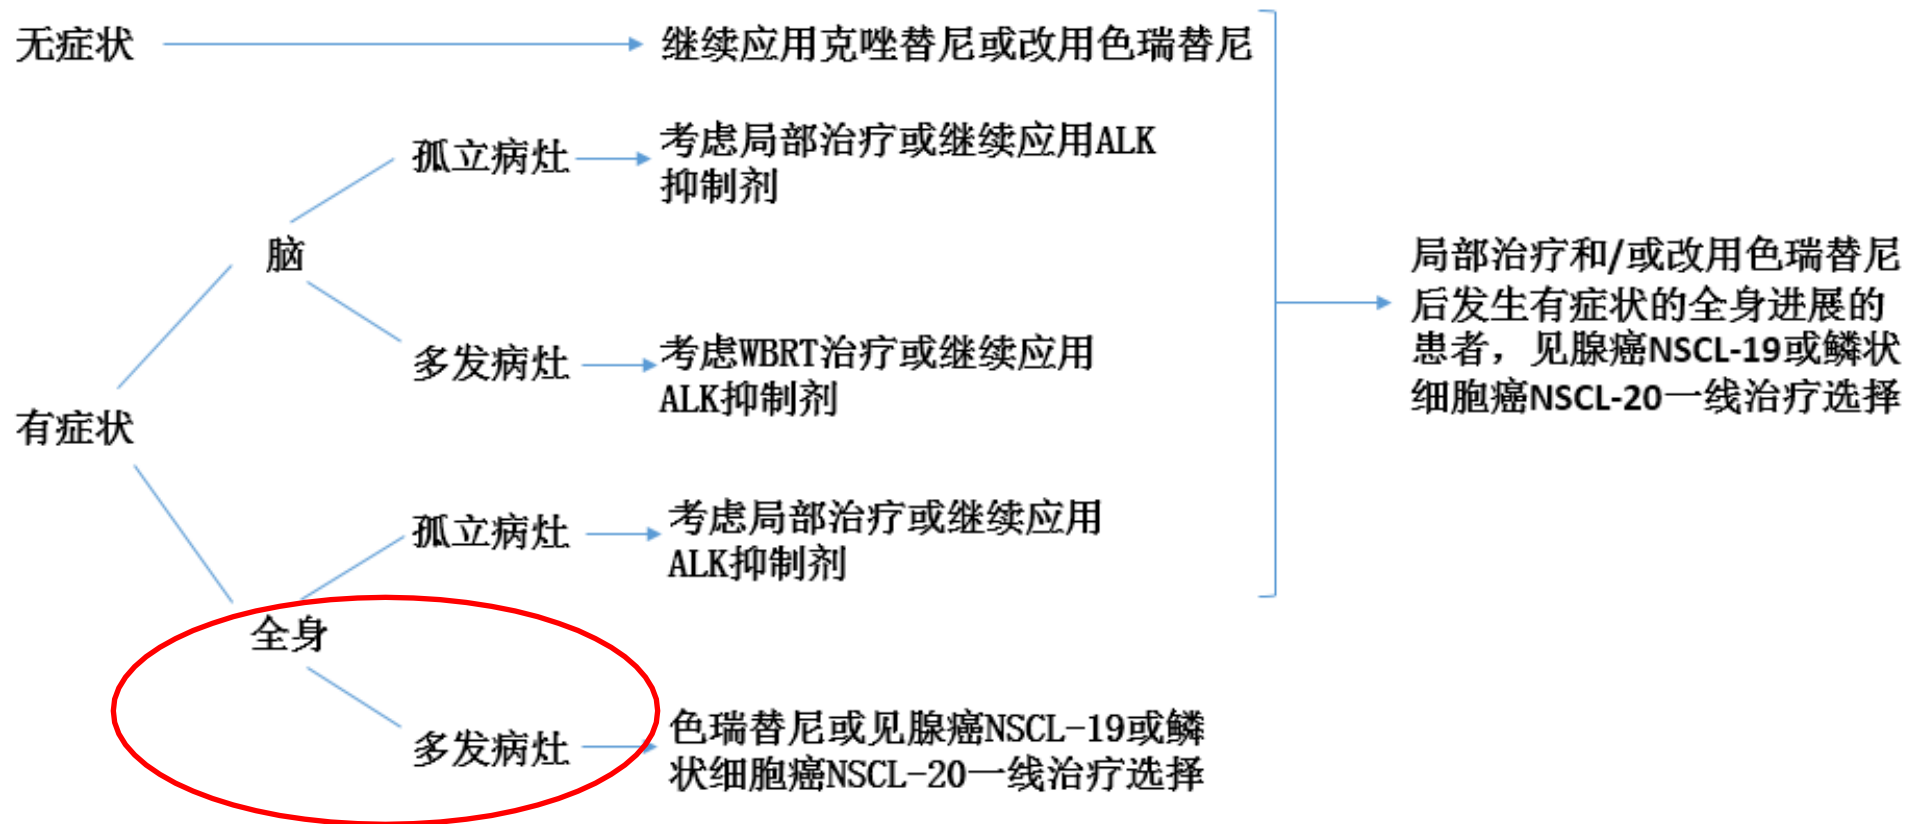 无症状
继续应用克唑替尼或改用色瑞替尼
孤立病灶
考虑局部治疗或继续应用ALK
抑制剂
脑
多发病灶
考虑WBRT治疗或继续应用
ALK抑制剂
有症状
孤立病灶
考虑局部治疗或继续应用
ALK抑制剂
全身
多发病灶
色瑞替尼或见腺癌NSCL-19或鳞
状细胞癌NSCL-20一线治疗选择
局部治疗和/或改用色瑞替尼
后发生有症状的全身进展的
患者，见腺癌NSCL-19或鳞状
细胞癌NSCL-20一线治疗选择